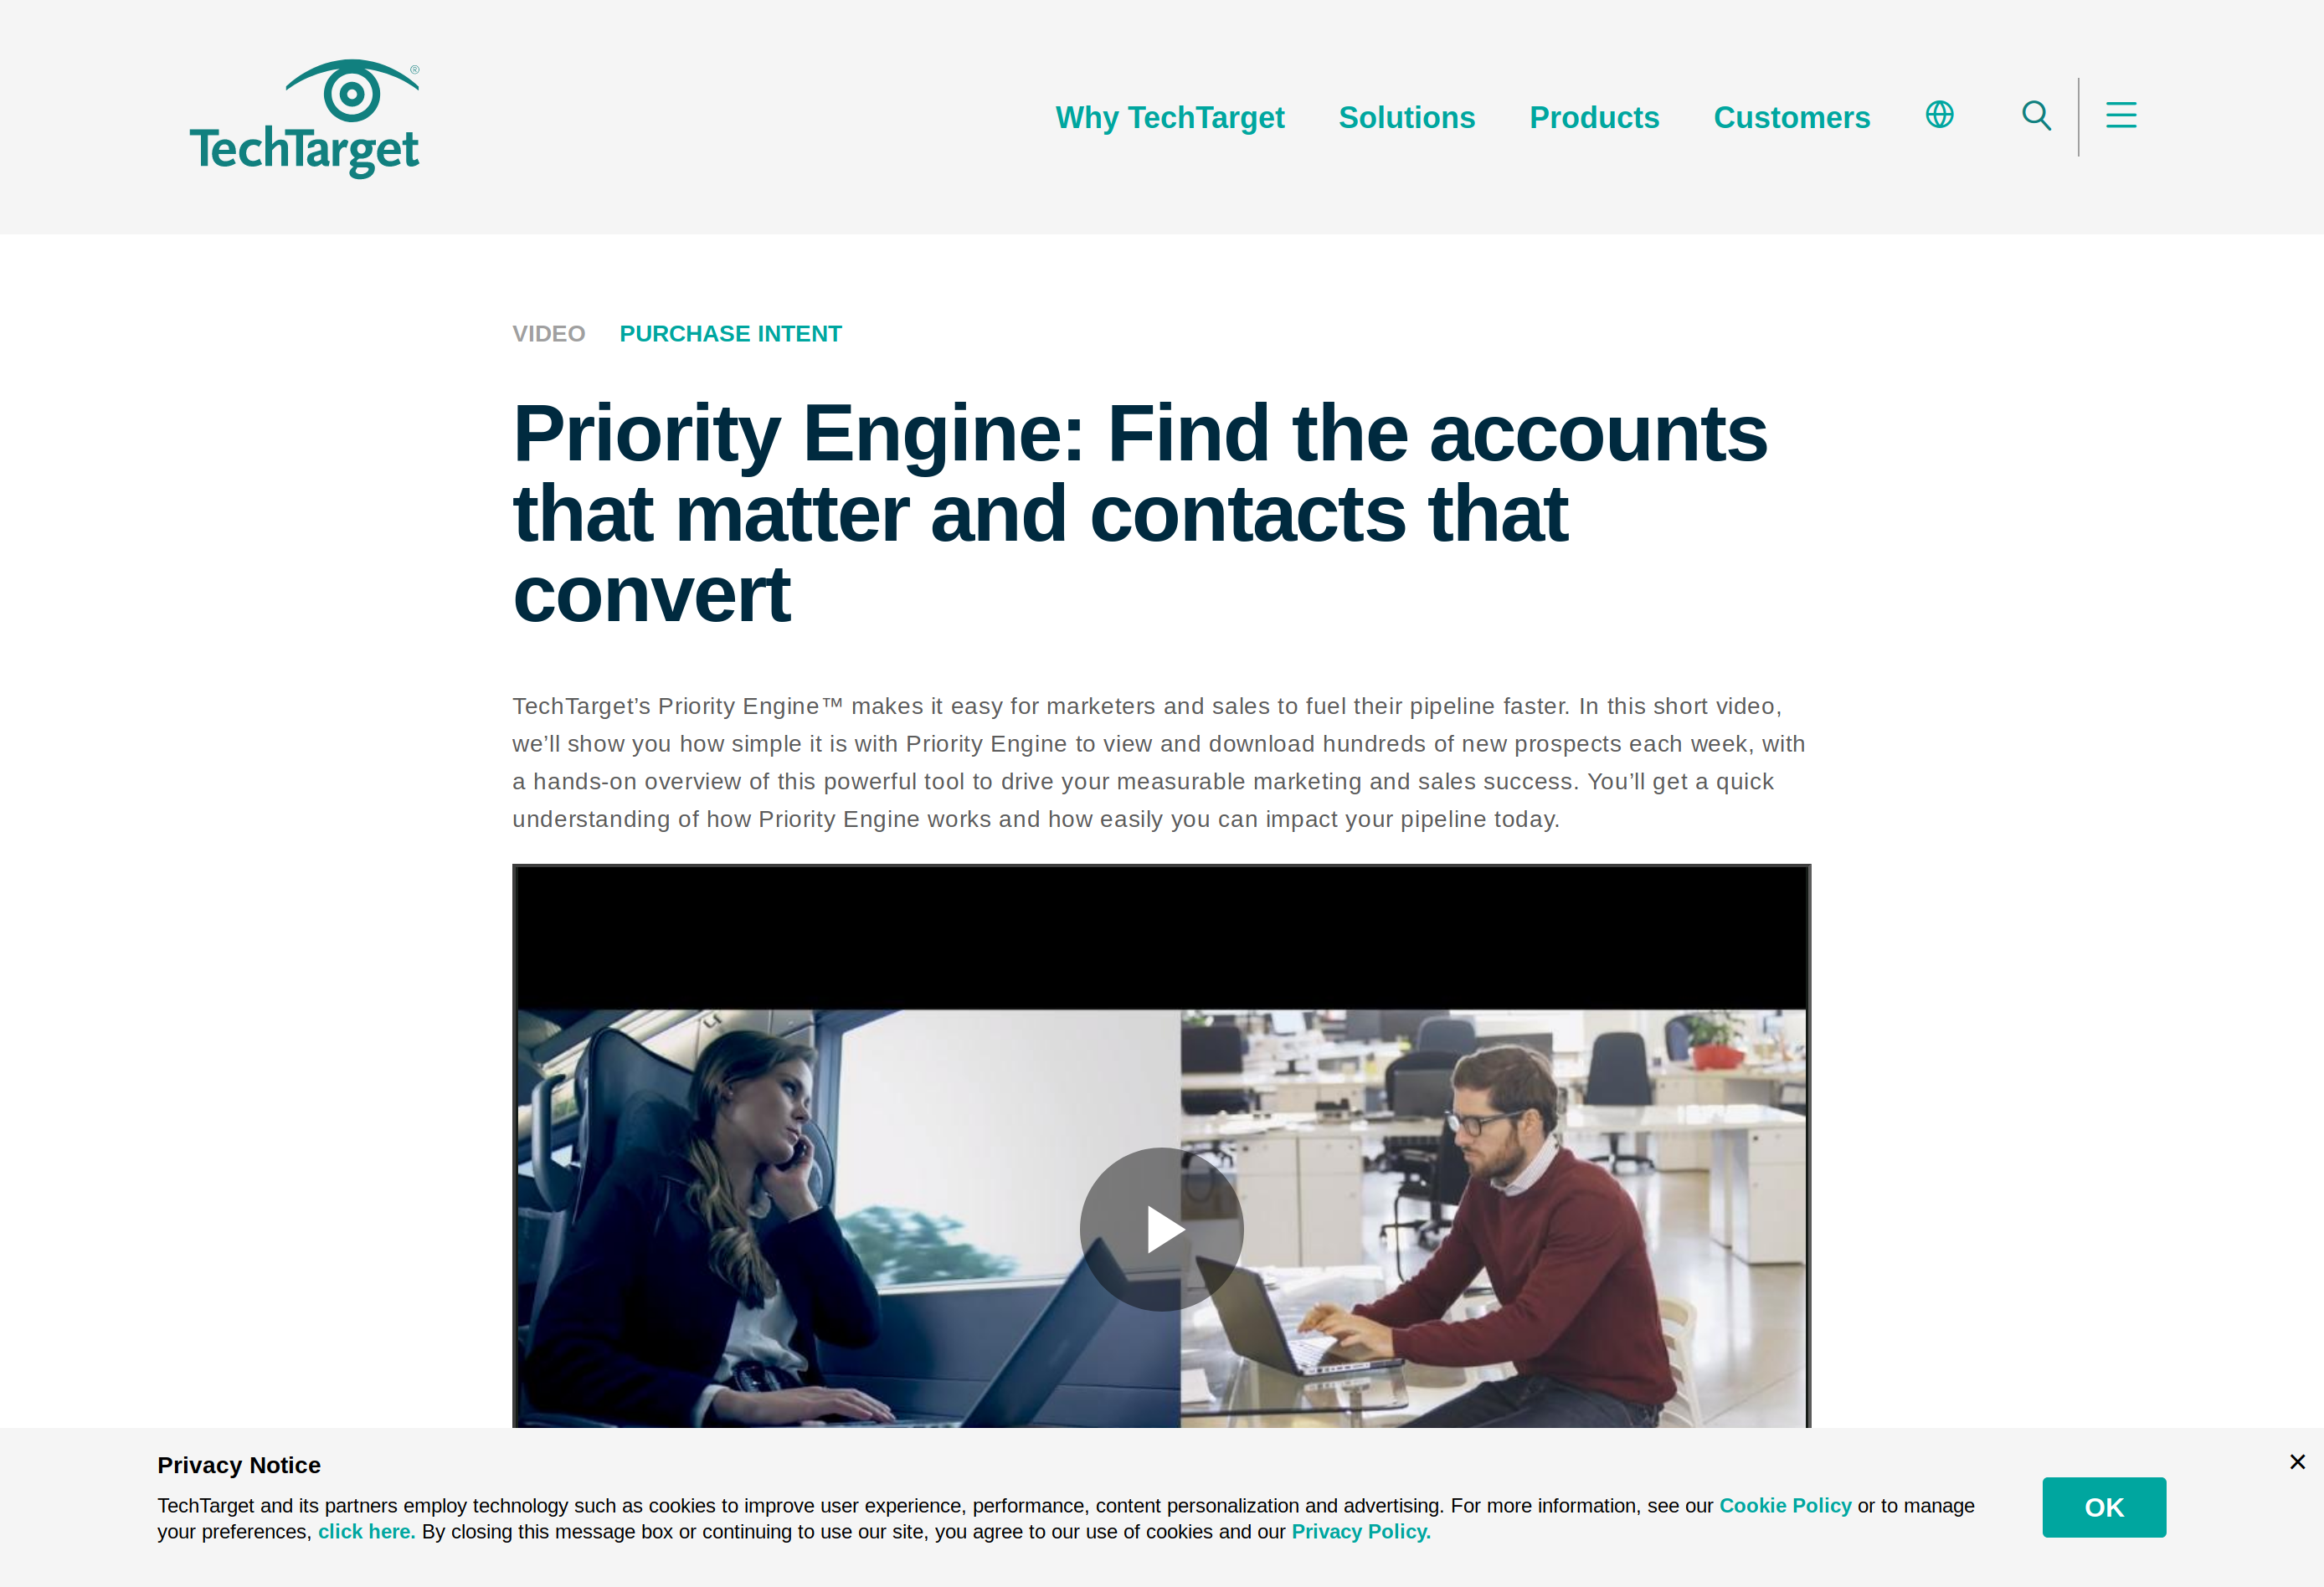 TechTarget®
Why TechTarget Solutions Products Customers
VIDEO PURCHASE INTENT
Priority Engine: Find the accounts
that matter and contacts that
convert
TechTarget’s Priority Engine™ makes it easy for marketers and sales to fuel their pipeline faster. In this short video,
we’ll show you how simple it is with Priority Engine to view and download hundreds of new prospects each week, with
a hands-on overview of this powerful tool to drive your measurable marketing and sales success. You’ll get a quick
understanding of how Priority Engine works and how easily you can impact your pipeline today.
Privacy Notice
TechTarget and its partners employ technology such as cookies to improve user experience, performance, content personalization and advertising. For more information, see our Cookie Policy or to manage
your preferences, click here. By closing this message box or continuing to use our site, you agree to our use of cookies and our Privacy Policy.
OK
×